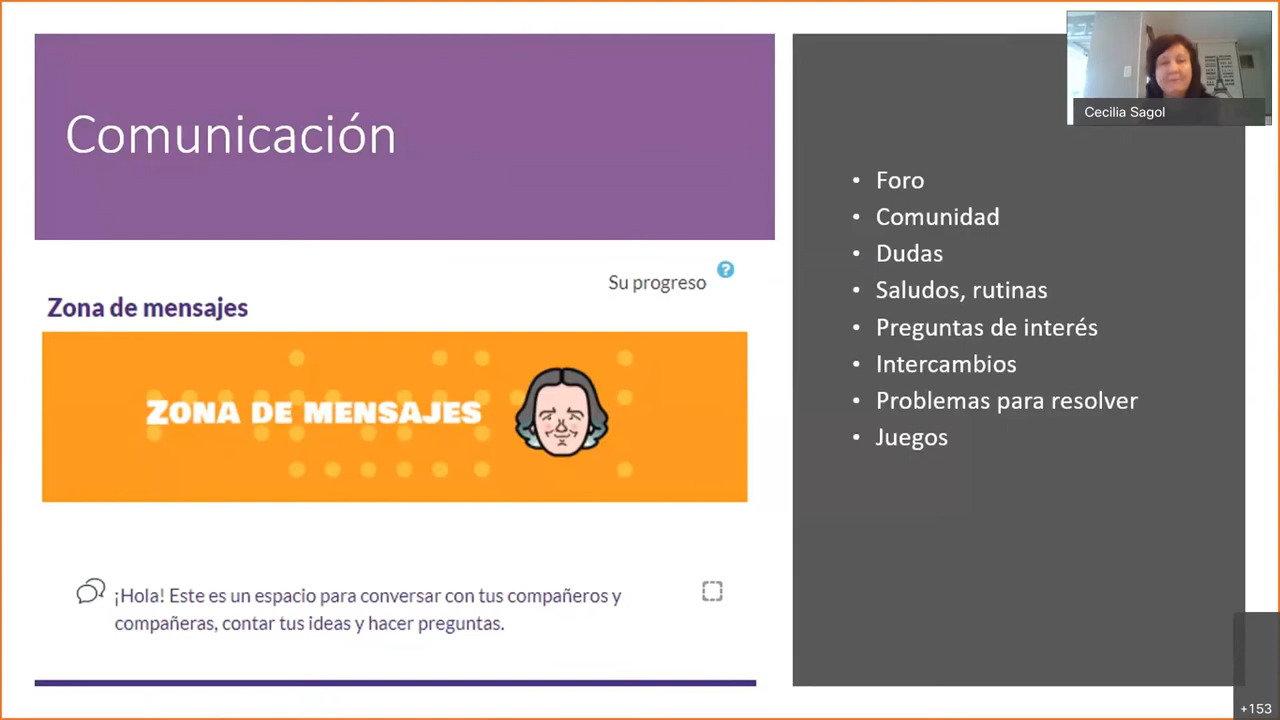 Comunicación
Su progreso ?
Zona de mensajes
ZONA DE MENSAJES
¡Hola! Este es un espacio para conversar con tus compañeros y
compañeras, contar tus ideas y hacer preguntas.
Cecilia Sagol
• Foro
• Comunidad
• Dudas
• Saludos, rutinas
• Preguntas de interés
• Intercambios
• Problemas para resolver
• Juegos
+153